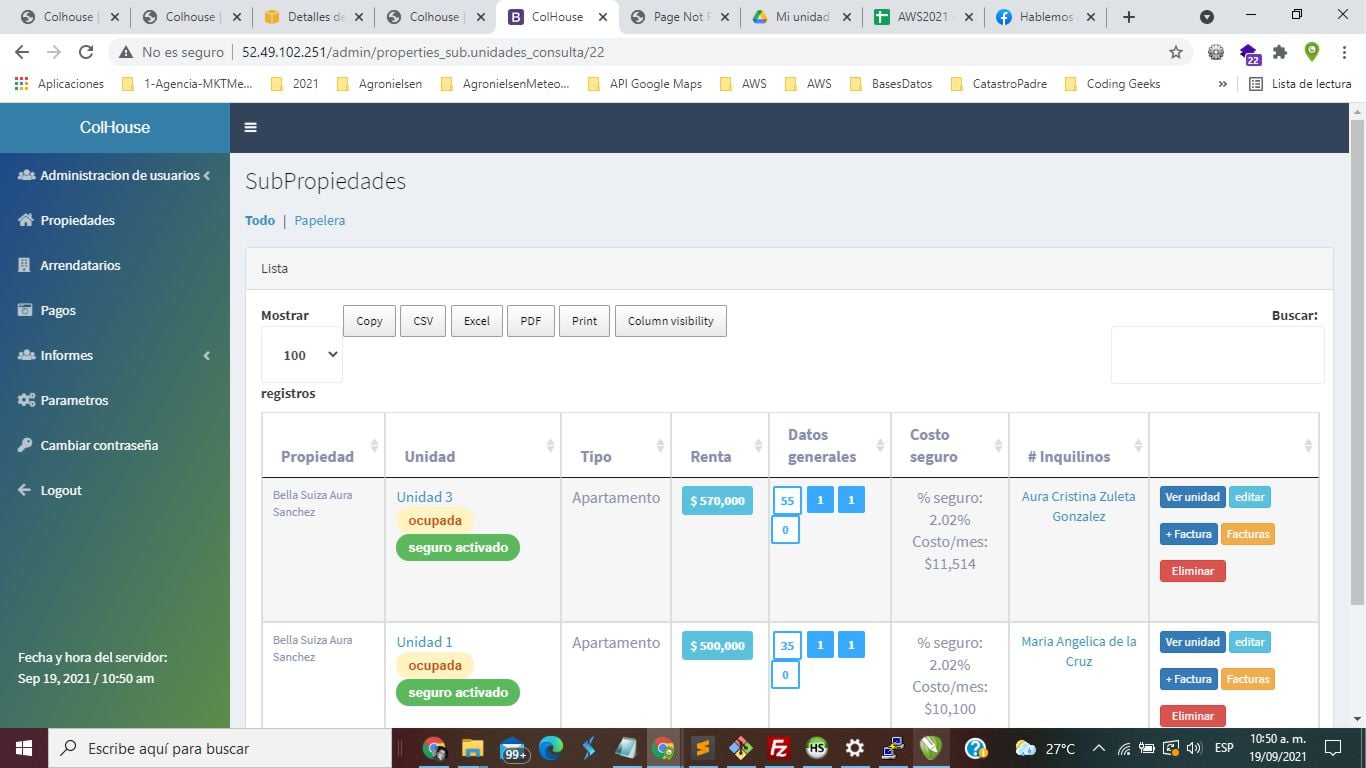 Colhouse |
Colhouse |
Detalles de
Colhouse |
ColHouse
Page Not F
Mi unidad
AWS2021 -
Hablemos
No es seguro | 52.49.102.251/admin/properties_sub.unidades_consulta/22
22
Aplicaciones
1-Agencia-MKTMe...
2021
Agronielsen
AgronielsenMeteo...
API Google Maps
AWS
AWS
BasesDatos
CatastroPadre
Coding Geeks
»
Lista de lectura
ColHouse
Administracion de usuarios
Propiedades
Arrendatarios
Pagos
Informes
Parametros
Cambiar contraseña
Logout
Fecha y hora del servidor:
Sep 19, 2021 / 10:50 am
SubPropiedades
Todo | Papelera
Lista
Mostrar
100
registros
Copy CSV Excel PDF Print Column visibility
Buscar:
Propiedad Unidad Tipo Renta Datos generales Costo seguro # Inquilinos
Bella Suiza Aura
Sanchez
Unidad 3
ocupada
seguro activado
Apartamento
$ 570,000
55 1 1
0
% seguro:
2.02%
Costo/mes:
$11,514
Aura Cristina Zuleta
Gonzalez
Ver unidad editar
+ Factura Facturas
Eliminar
Bella Suiza Aura
Sanchez
Unidad 1
ocupada
seguro activado
Apartamento
$ 500,000
35 1 1
0
% seguro:
2.02%
Costo/mes:
$10,100
Maria Angelica de la
Cruz
Ver unidad editar
+ Factura Facturas
Eliminar
Escribe aquí para buscar
99+
HS
27°C
ESP
10:50 a. m.
19/09/2021